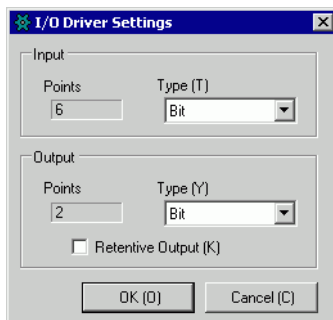 I/O Driver Settings
Input
Points Type (T)
6 Bit
Output
Points Type (Y)
2 Bit
Retentive Output (K)
OK (O) Cancel (C)